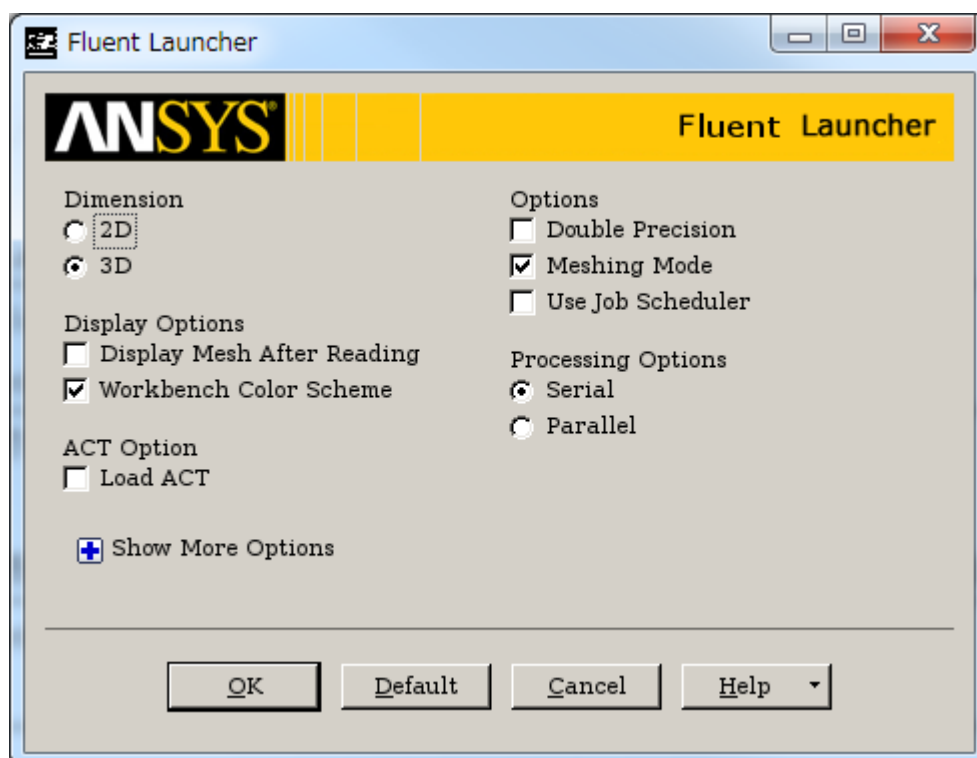 Fluent Launcher
ANSYS®
Fluent Launcher
Dimension
2D
3D
Display Options
Display Mesh After Reading
Workbench Color Scheme
ACT Option
Load ACT
Show More Options
Options
Double Precision
Meshing Mode
Use Job Scheduler
Processing Options
Serial
Parallel
OK
Default
Cancel
Help